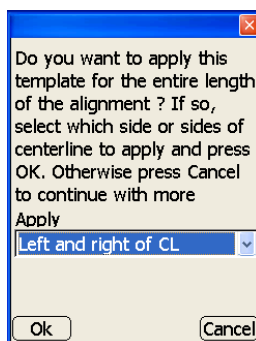 Do you want to apply this
template for the entire length
of the alignment ? If so,
select which side or sides of
centerline to apply and press
OK. Otherwise press Cancel
to continue with more
Apply
Left and right of CL
Ok Cancel